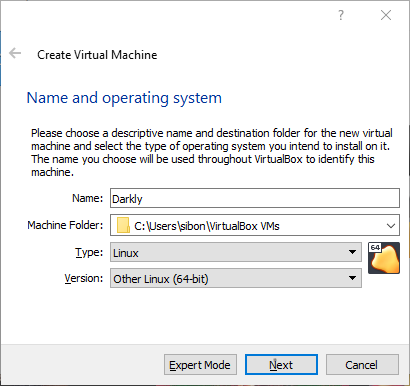 ?
Create Virtual Machine
Name and operating system
Please choose a descriptive name and destination folder for the new virtual
machine and select the type of operating system you intend to install on it.
The name you choose will be used throughout VirtualBox to identify this
machine.
Name: Darkly
Machine Folder: C:\Users\sibon\VirtualBox VMs
Type: Linux
64
Version: Other Linux (64-bit)
Expert Mode Next Cancel